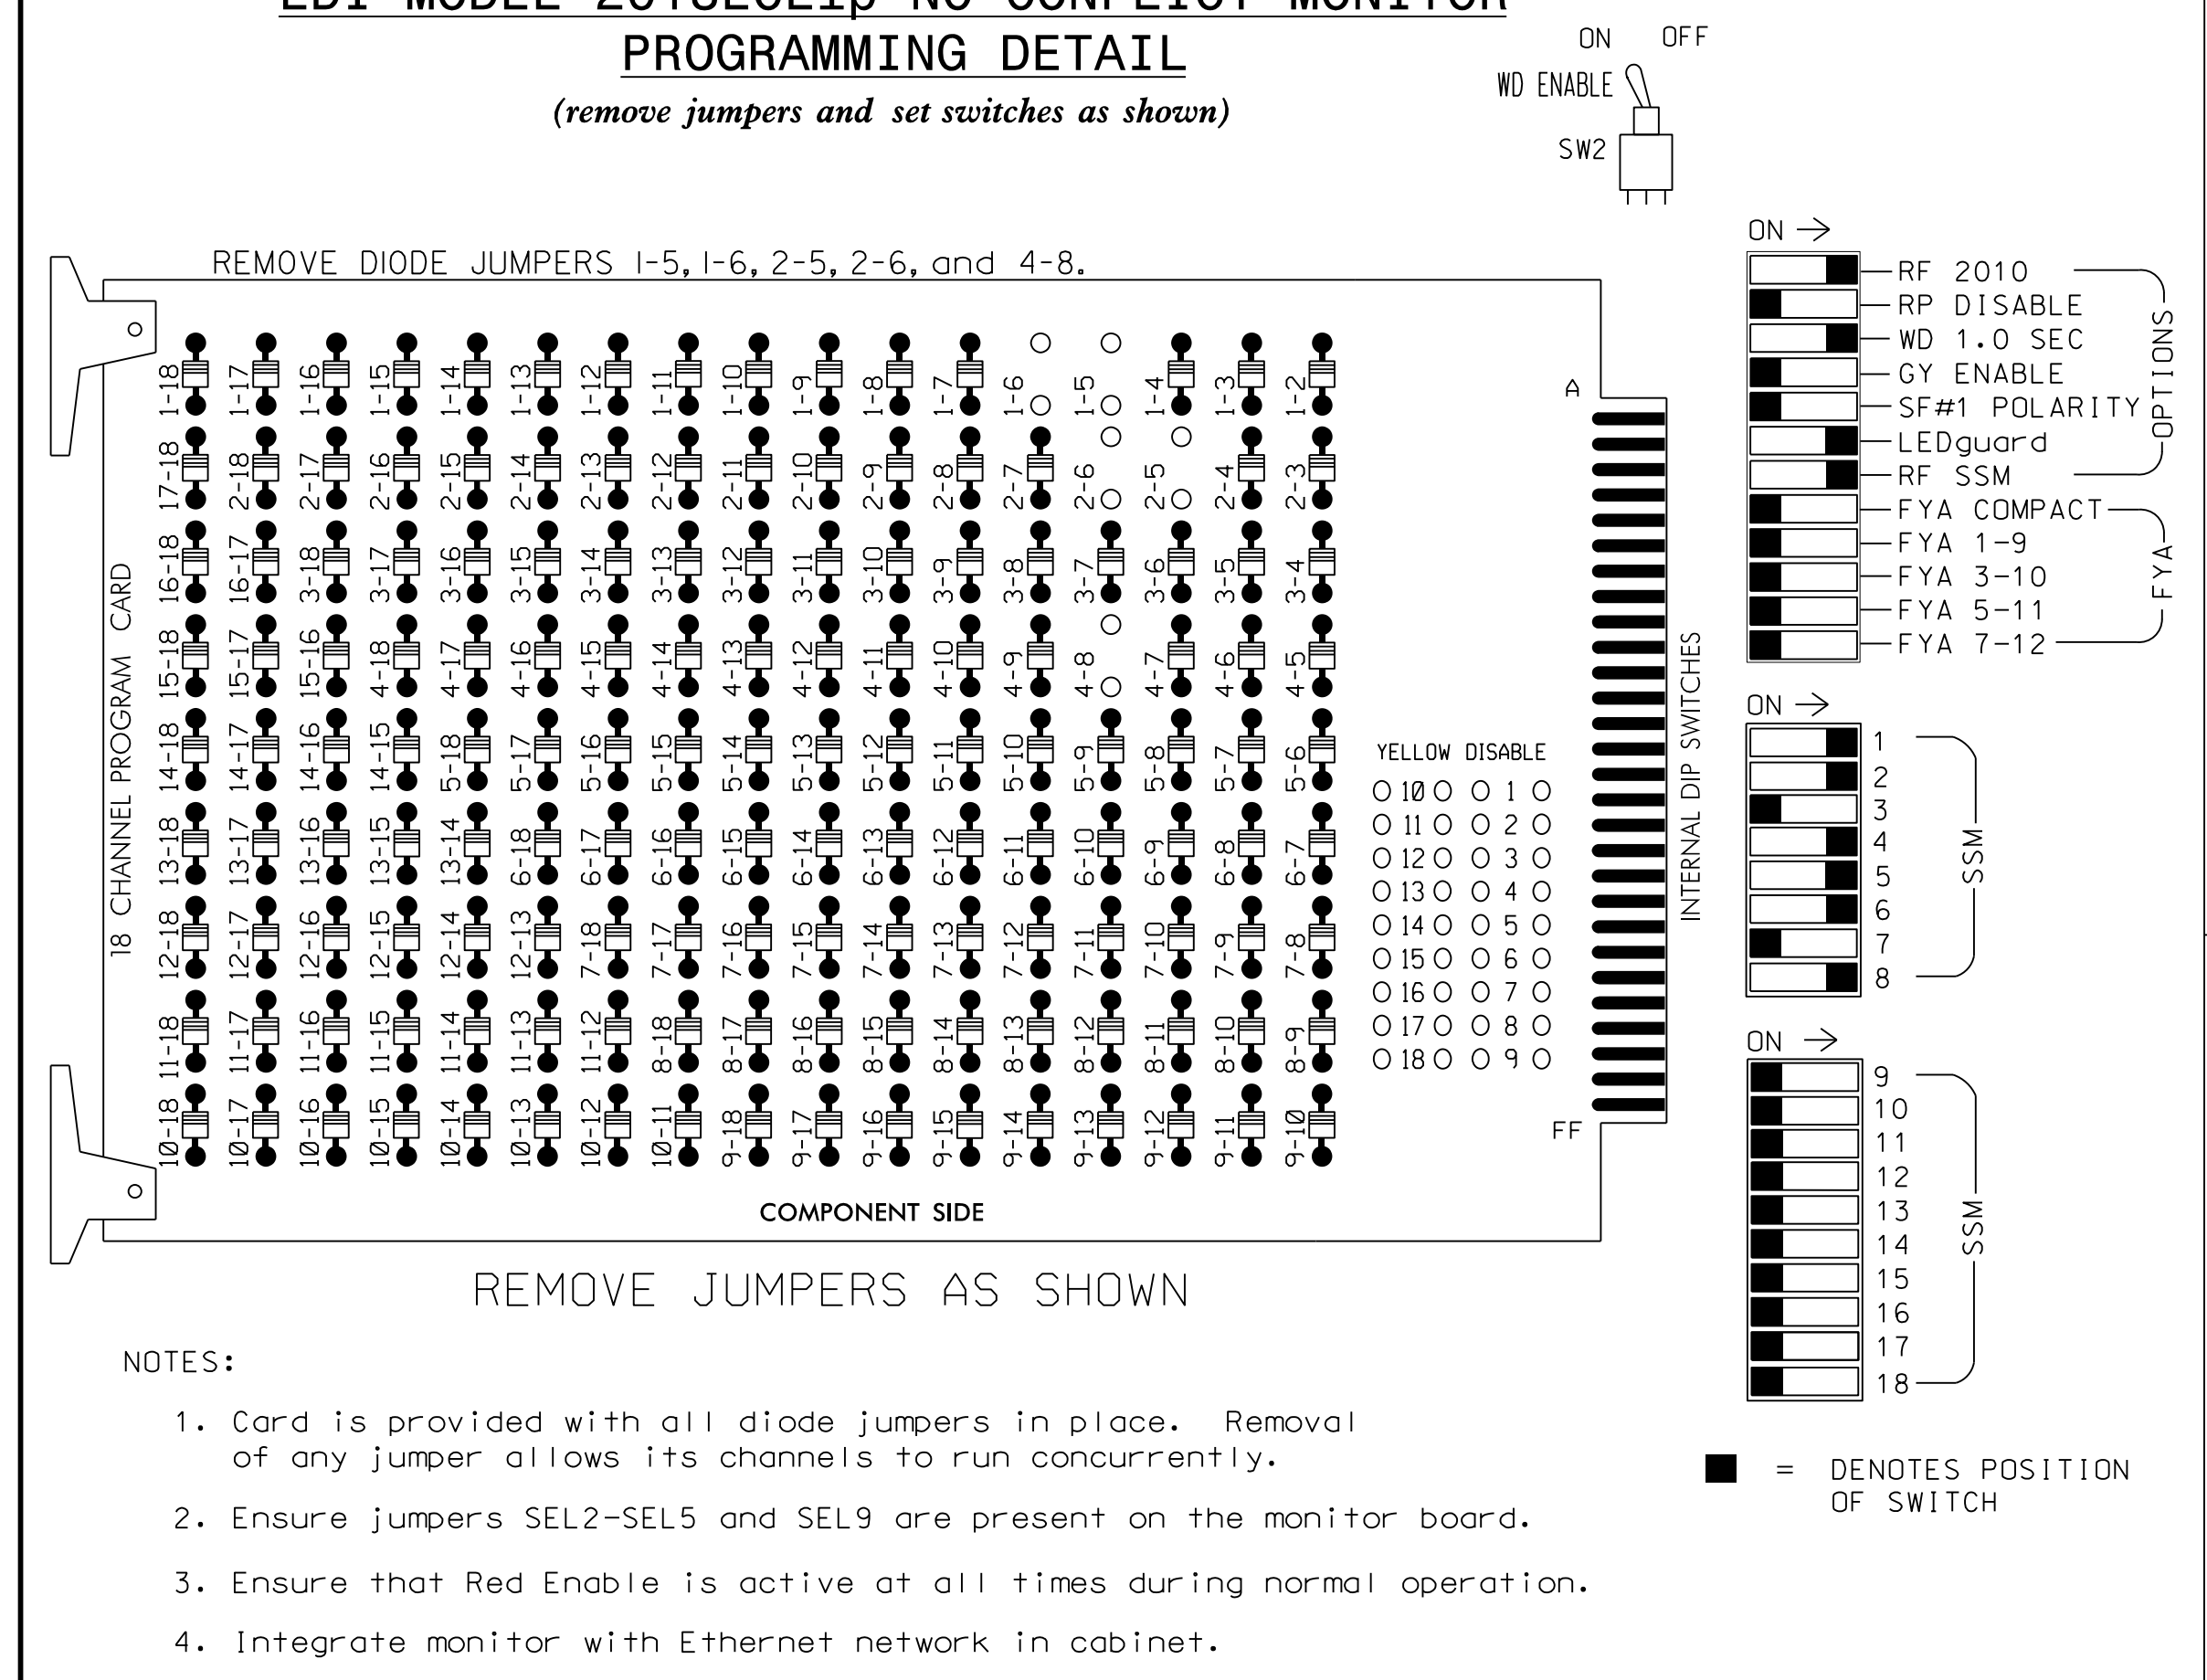 PROGRAMMING DETAIL
(remove jumpers and set switches as shown)
ON OFF
WD ENABLE
SW2
REMOVE DIODE JUMPERS 1-5, 1-6, 2-5, 2-6, and 4-8.
18 CHANNEL PROGRAM CARD
1-18 1-17 1-16 1-15 1-14 1-13 1-12 1-11 1-10 1-9 1-8 1-7 1-6 1-5 1-4 1-3 1-2
17-18 2-18 2-17 2-16 2-15 2-14 2-13 2-12 2-11 2-10 2-9 2-8 2-7 2-6 2-5 2-4 2-3
16-18 16-17 3-18 3-17 3-16 3-15 3-14 3-13 3-12 3-11 3-10 3-9 3-8 3-7 3-6 3-5 3-4
15-18 15-17 15-16 4-18 4-17 4-16 4-15 4-14 4-13 4-12 4-11 4-10 4-9 4-8 4-7 4-6 4-5
14-18 14-17 14-16 14-15 5-18 5-17 5-16 5-15 5-14 5-13 5-12 5-11 5-10 5-9 5-8 5-7 5-6
13-18 13-17 13-16 13-15 13-14 6-18 6-17 6-16 6-15 6-14 6-13 6-12 6-11 6-10 6-9 6-8 6-7
12-18 12-17 12-16 12-15 12-14 12-13 7-18 7-17 7-16 7-15 7-14 7-13 7-12 7-11 7-10 7-9 7-8
11-18 11-17 11-16 11-15 11-14 11-13 11-12 8-18 8-17 8-16 8-15 8-14 8-13 8-12 8-11 8-10 8-9
10-18 10-17 10-16 10-15 10-14 10-13 10-12 10-11 9-18 9-17 9-16 9-15 9-14 9-13 9-12 9-11 9-10
A
YELLOW DISABLE
10 1
11 2
12 3
13 4
14 5
15 6
16 7
17 8
18 9
FF
COMPONENT SIDE
REMOVE JUMPERS AS SHOWN
INTERNAL DIP SWITCHES
ON →
RF 2010
RP DISABLE
WD 1.0 SEC
GY ENABLE
SF#1 POLARITY
LEDguard
RF SSM
OPTIONS
FYA COMPACT
FYA 1-9
FYA 3-10
FYA 5-11
FYA 7-12
FYA
ON →
1
2
3
4
5
6
7
8
SSM
ON →
9
10
11
12
13
14
15
16
17
18
SSM
■ = DENOTES POSITION
OF SWITCH
NOTES:
1. Card is provided with all diode jumpers in place. Removal
of any jumper allows its channels to run concurrently.
2. Ensure jumpers SEL2-SEL5 and SEL9 are present on the monitor board.
3. Ensure that Red Enable is active at all times during normal operation.
4. Integrate monitor with Ethernet network in cabinet.